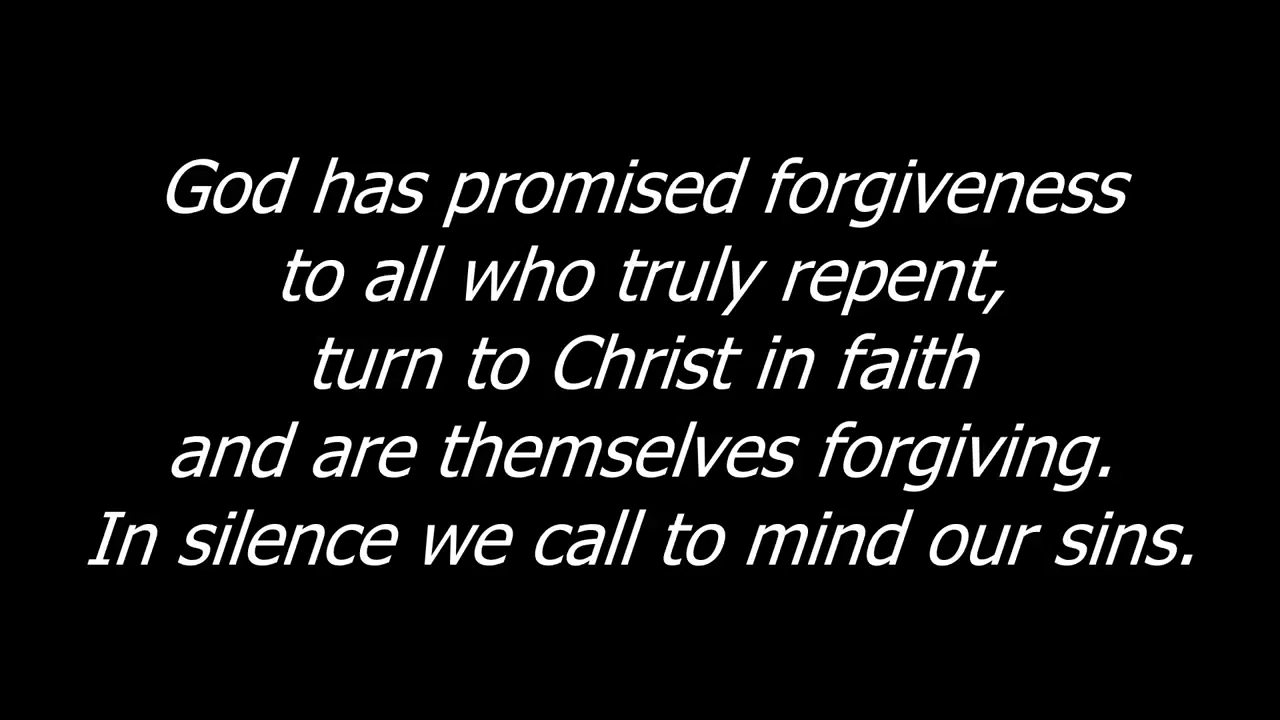 God has promised forgiveness
to all who truly repent,
turn to Christ in faith
and are themselves forgiving.
In silence we call to mind our sins.